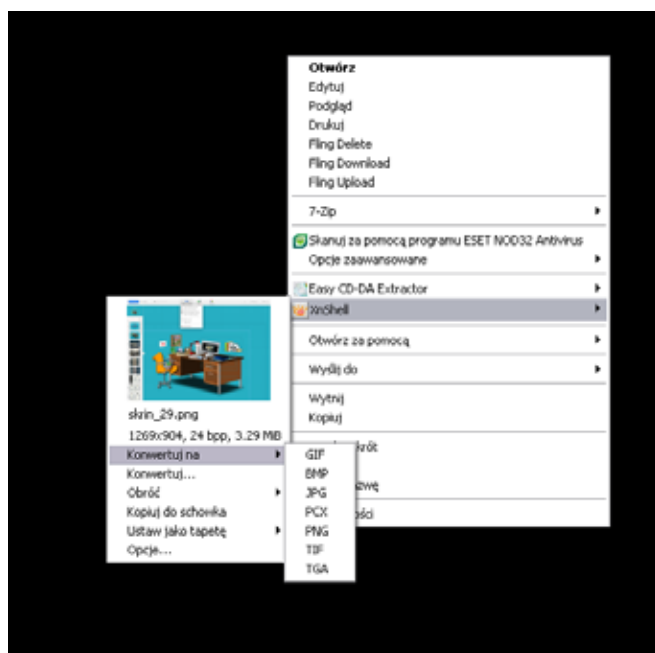 Otwórz
Edytuj
Podgląd
Drukuj
Fling Delete
Fling Download
Fling Upload
7-Zip
Skanuj za pomocą programu ESET NOD32 Antivirus
Opcje zaawansowane
Easy CD-DA Extractor
XnShell
Otwórz za pomocą
Wyślij do
Wytnij
Kopiuj
skrin_29.png
1269x904, 24 bpp, 3.29 MiB
Konwertuj na
Konwertuj...
Obróć
Kopiuj do schowka
Ustaw jako tapetę
Opcje...
GIF
BMP
JPG
PCX
PNG
TIF
TGA